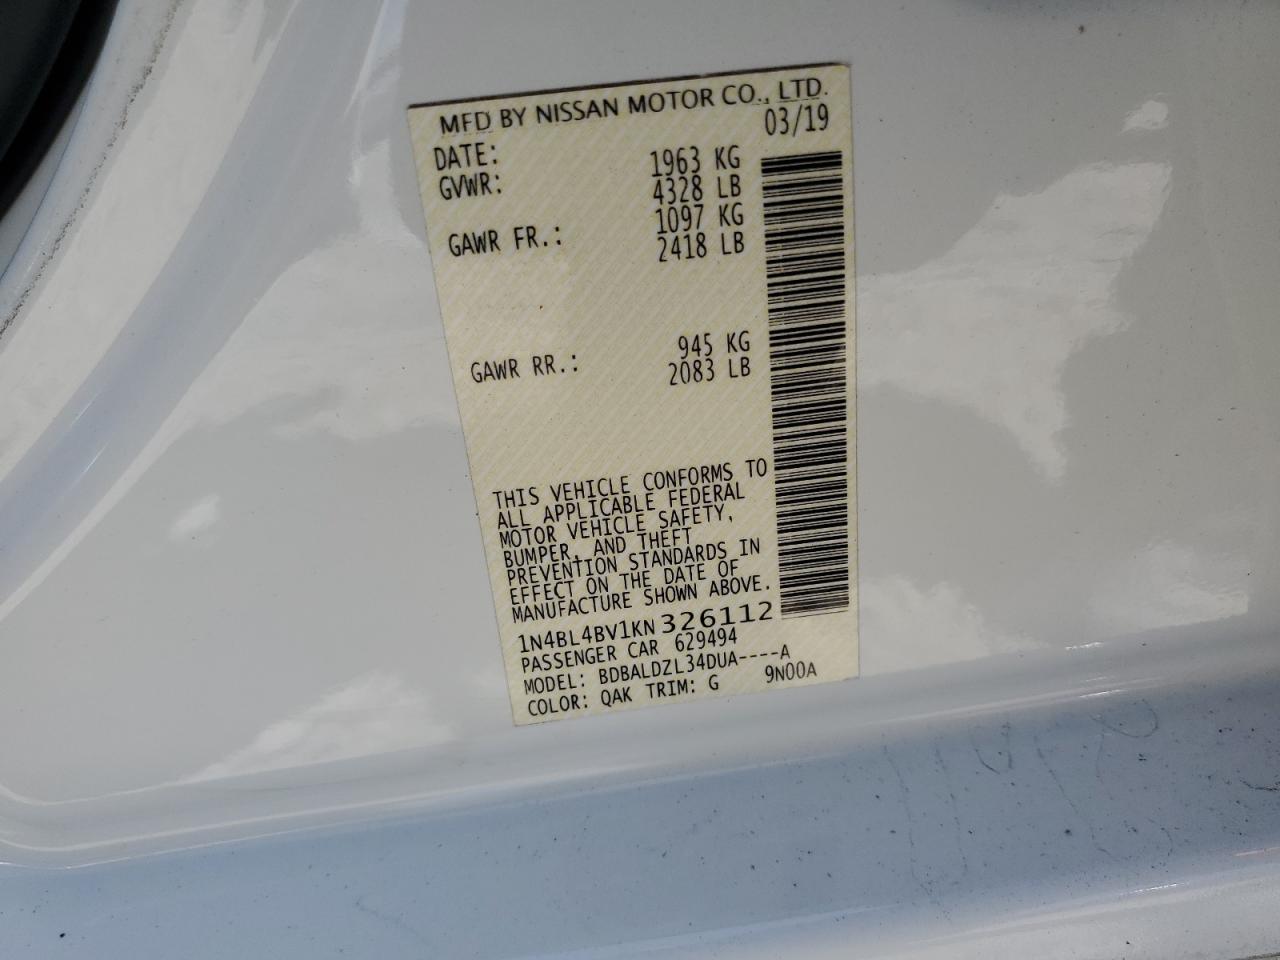 MFD BY NISSAN MOTOR CO., LTD.
DATE: 03/19
GVWR: 1963 KG
4328 LB
GAWR FR.: 1097 KG
2418 LB
GAWR RR.: 945 KG
2083 LB
THIS VEHICLE CONFORMS TO
ALL APPLICABLE FEDERAL
MOTOR VEHICLE SAFETY,
BUMPER, AND THEFT
PREVENTION STANDARDS IN
EFFECT ON THE DATE OF
MANUFACTURE SHOWN ABOVE.
1N4BL4BV1KN326112
PASSENGER CAR 629494
MODEL: BDBALDZL34DUA----A
COLOR: QAK TRIM: G 9N00A